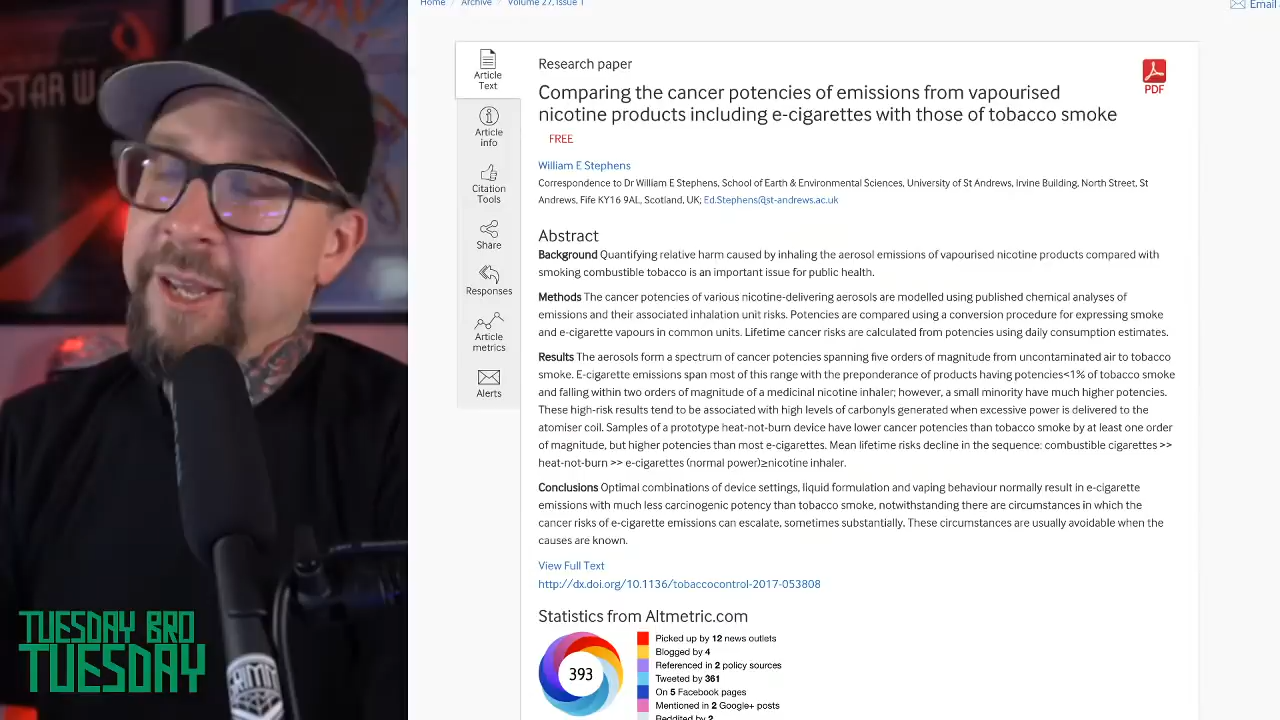 STAR W
TUESDAY BRO
TUESDAY
GRIMM
Home / Archive / Volume 27, Issue 1
Email
Article
Text
Article
info
Citation
Tools
Share
Responses
Article
metrics
Alerts
Research paper
PDF
Comparing the cancer potencies of emissions from vapourised
nicotine products including e-cigarettes with those of tobacco smoke
FREE
William E Stephens
Correspondence to Dr William E Stephens, School of Earth & Environmental Sciences, University of St Andrews, Irvine Building, North Street, St
Andrews, Fife KY16 9AL, Scotland, UK; Ed.Stephens@st-andrews.ac.uk
Abstract
Background Quantifying relative harm caused by inhaling the aerosol emissions of vapourised nicotine products compared with
smoking combustible tobacco is an important issue for public health.
Methods The cancer potencies of various nicotine-delivering aerosols are modelled using published chemical analyses of
emissions and their associated inhalation unit risks. Potencies are compared using a conversion procedure for expressing smoke
and e-cigarette vapours in common units. Lifetime cancer risks are calculated from potencies using daily consumption estimates.
Results The aerosols form a spectrum of cancer potencies spanning five orders of magnitude from uncontaminated air to tobacco
smoke. E-cigarette emissions span most of this range with the preponderance of products having potencies<1% of tobacco smoke
and falling within two orders of magnitude of a medicinal nicotine inhaler; however, a small minority have much higher potencies.
These high-risk results tend to be associated with high levels of carbonyls generated when excessive power is delivered to the
atomiser coil. Samples of a prototype heat-not-burn device have lower cancer potencies than tobacco smoke by at least one order
of magnitude, but higher potencies than most e-cigarettes. Mean lifetime risks decline in the sequence: combustible cigarettes >>
heat-not-burn >> e-cigarettes (normal power)≥nicotine inhaler.
Conclusions Optimal combinations of device settings, liquid formulation and vaping behaviour normally result in e-cigarette
emissions with much less carcinogenic potency than tobacco smoke, notwithstanding there are circumstances in which the
cancer risks of e-cigarette emissions can escalate, sometimes substantially. These circumstances are usually avoidable when the
causes are known.
View Full Text
http://dx.doi.org/10.1136/tobaccocontrol-2017-053808
Statistics from Altmetric.com
393
Picked up by 12 news outlets
Blogged by 4
Referenced in 2 policy sources
Tweeted by 361
On 5 Facebook pages
Mentioned in 2 Google+ posts
Reddited by 2